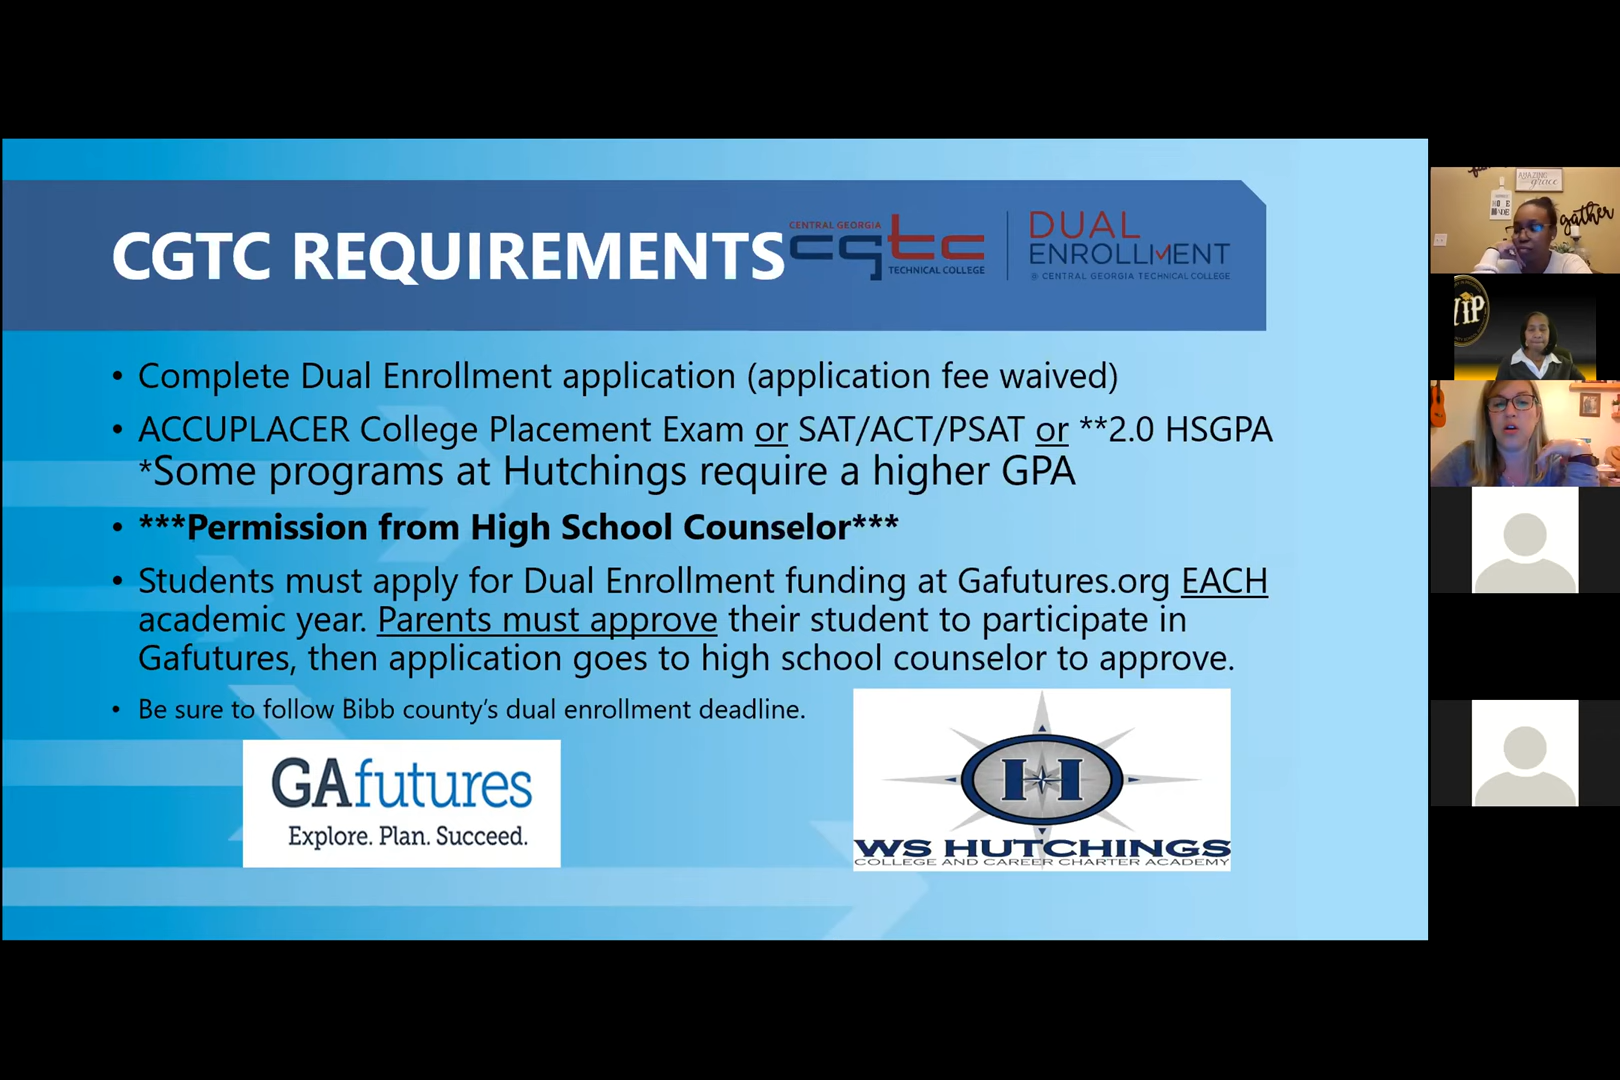 CGTC REQUIREMENTS
CENTRAL GEORGIA
cgtc
TECHNICAL COLLEGE
DUAL
ENROLLMENT
@ CENTRAL GEORGIA TECHNICAL COLLEGE
• Complete Dual Enrollment application (application fee waived)
• ACCUPLACER College Placement Exam or SAT/ACT/PSAT or **2.0 HSGPA
*Some programs at Hutchings require a higher GPA
• ***Permission from High School Counselor***
• Students must apply for Dual Enrollment funding at Gafutures.org EACH
academic year. Parents must approve their student to participate in
Gafutures, then application goes to high school counselor to approve.
• Be sure to follow Bibb county’s dual enrollment deadline.
GAfutures
Explore. Plan. Succeed.
H
WS HUTCHINGS
COLLEGE AND CAREER CHARTER ACADEMY
AMAZING
grace
gather
VIP